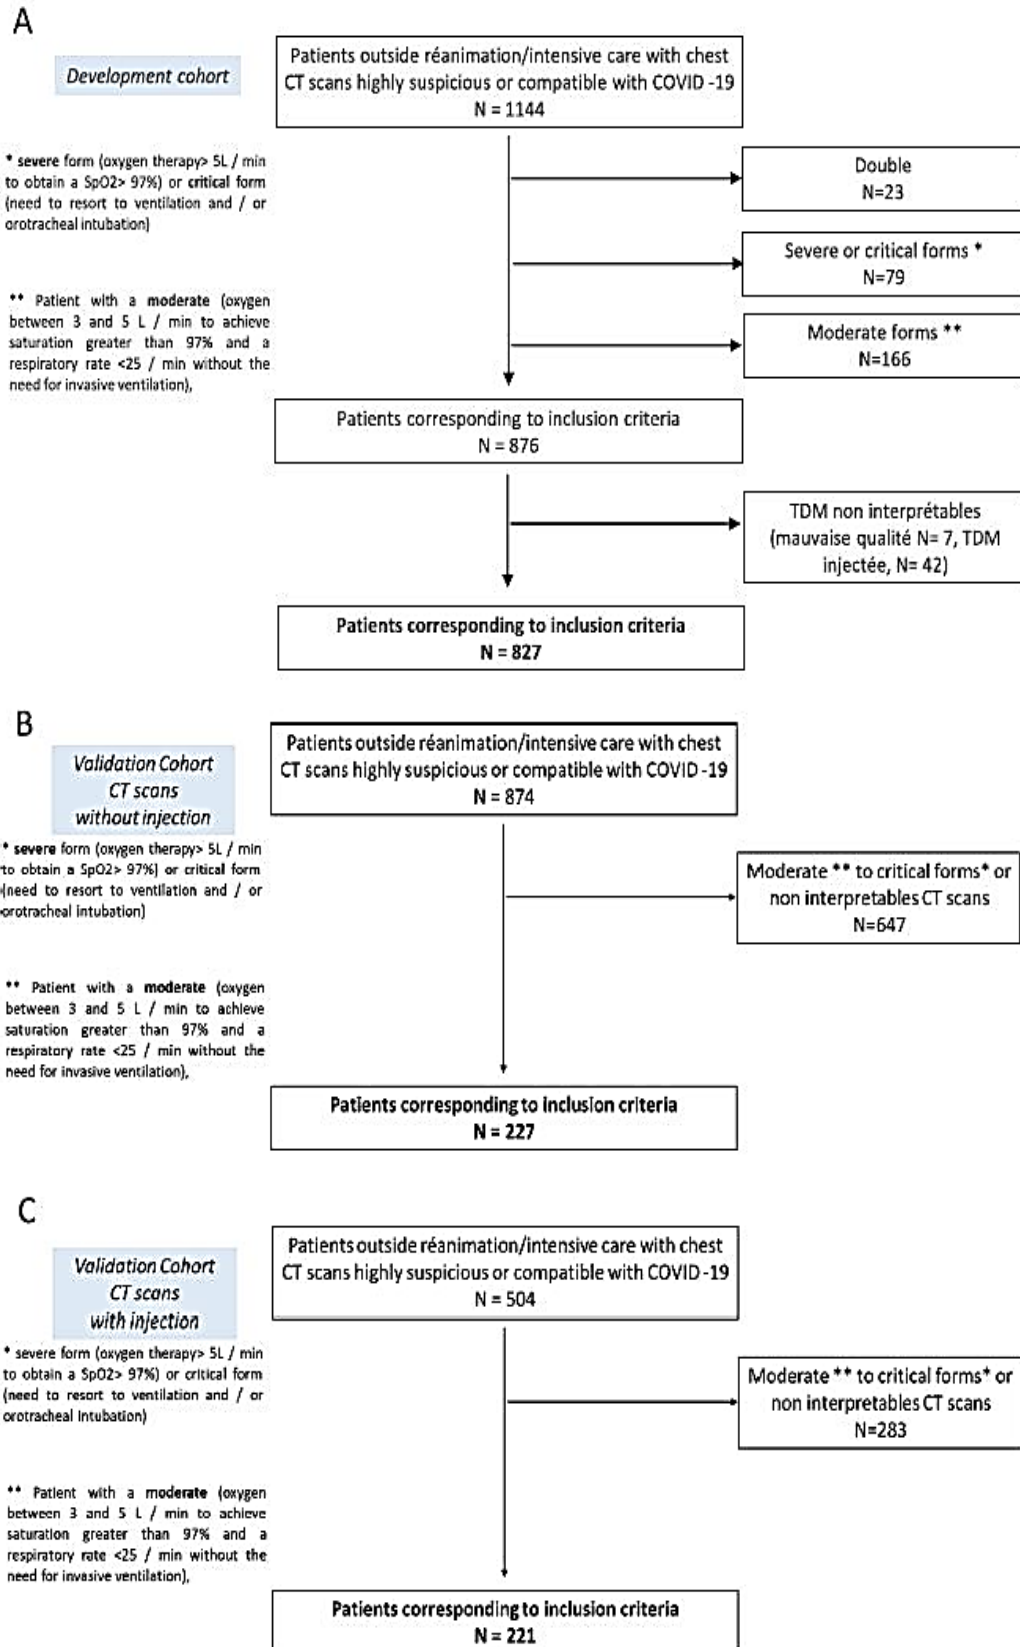 A
Development cohort
Patients outside réanimation/intensive care with chest
CT scans highly suspicious or compatible with COVID -19
N = 1144
* severe form (oxygen therapy> 5L / min
to obtain a SpO2> 97%) or critical form
(need to resort to ventilation and / or
orotracheal intubation)
Double
N=23
Severe or critical forms *
N=79
** Patient with a moderate (oxygen
between 3 and 5 L / min to achieve
saturation greater than 97% and a
respiratory rate <25 / min without the
need for invasive ventilation),
Moderate forms **
N=166
Patients corresponding to inclusion criteria
N = 876
TDM non interprétables
(mauvaise qualité N= 7, TDM
injectée, N= 42)
Patients corresponding to inclusion criteria
N = 827
B
Validation Cohort
CT scans
without injection
Patients outside réanimation/intensive care with chest
CT scans highly suspicious or compatible with COVID -19
N = 874
* severe form (oxygen therapy> 5L / min
to obtain a SpO2> 97%) or critical form
(need to resort to ventilation and / or
orotracheal intubation)
Moderate ** to critical forms* or
non interpretables CT scans
N=647
** Patient with a moderate (oxygen
between 3 and 5 L / min to achieve
saturation greater than 97% and a
respiratory rate <25 / min without the
need for invasive ventilation),
Patients corresponding to inclusion criteria
N = 227
C
Validation Cohort
CT scans
with injection
Patients outside réanimation/intensive care with chest
CT scans highly suspicious or compatible with COVID -19
N = 504
* severe form (oxygen therapy> 5L / min
to obtain a SpO2> 97%) or critical form
(need to resort to ventilation and / or
orotracheal intubation)
Moderate ** to critical forms* or
non interpretables CT scans
N=283
** Patient with a moderate (oxygen
between 3 and 5 L / min to achieve
saturation greater than 97% and a
respiratory rate <25 / min without the
need for invasive ventilation),
Patients corresponding to inclusion criteria
N = 221